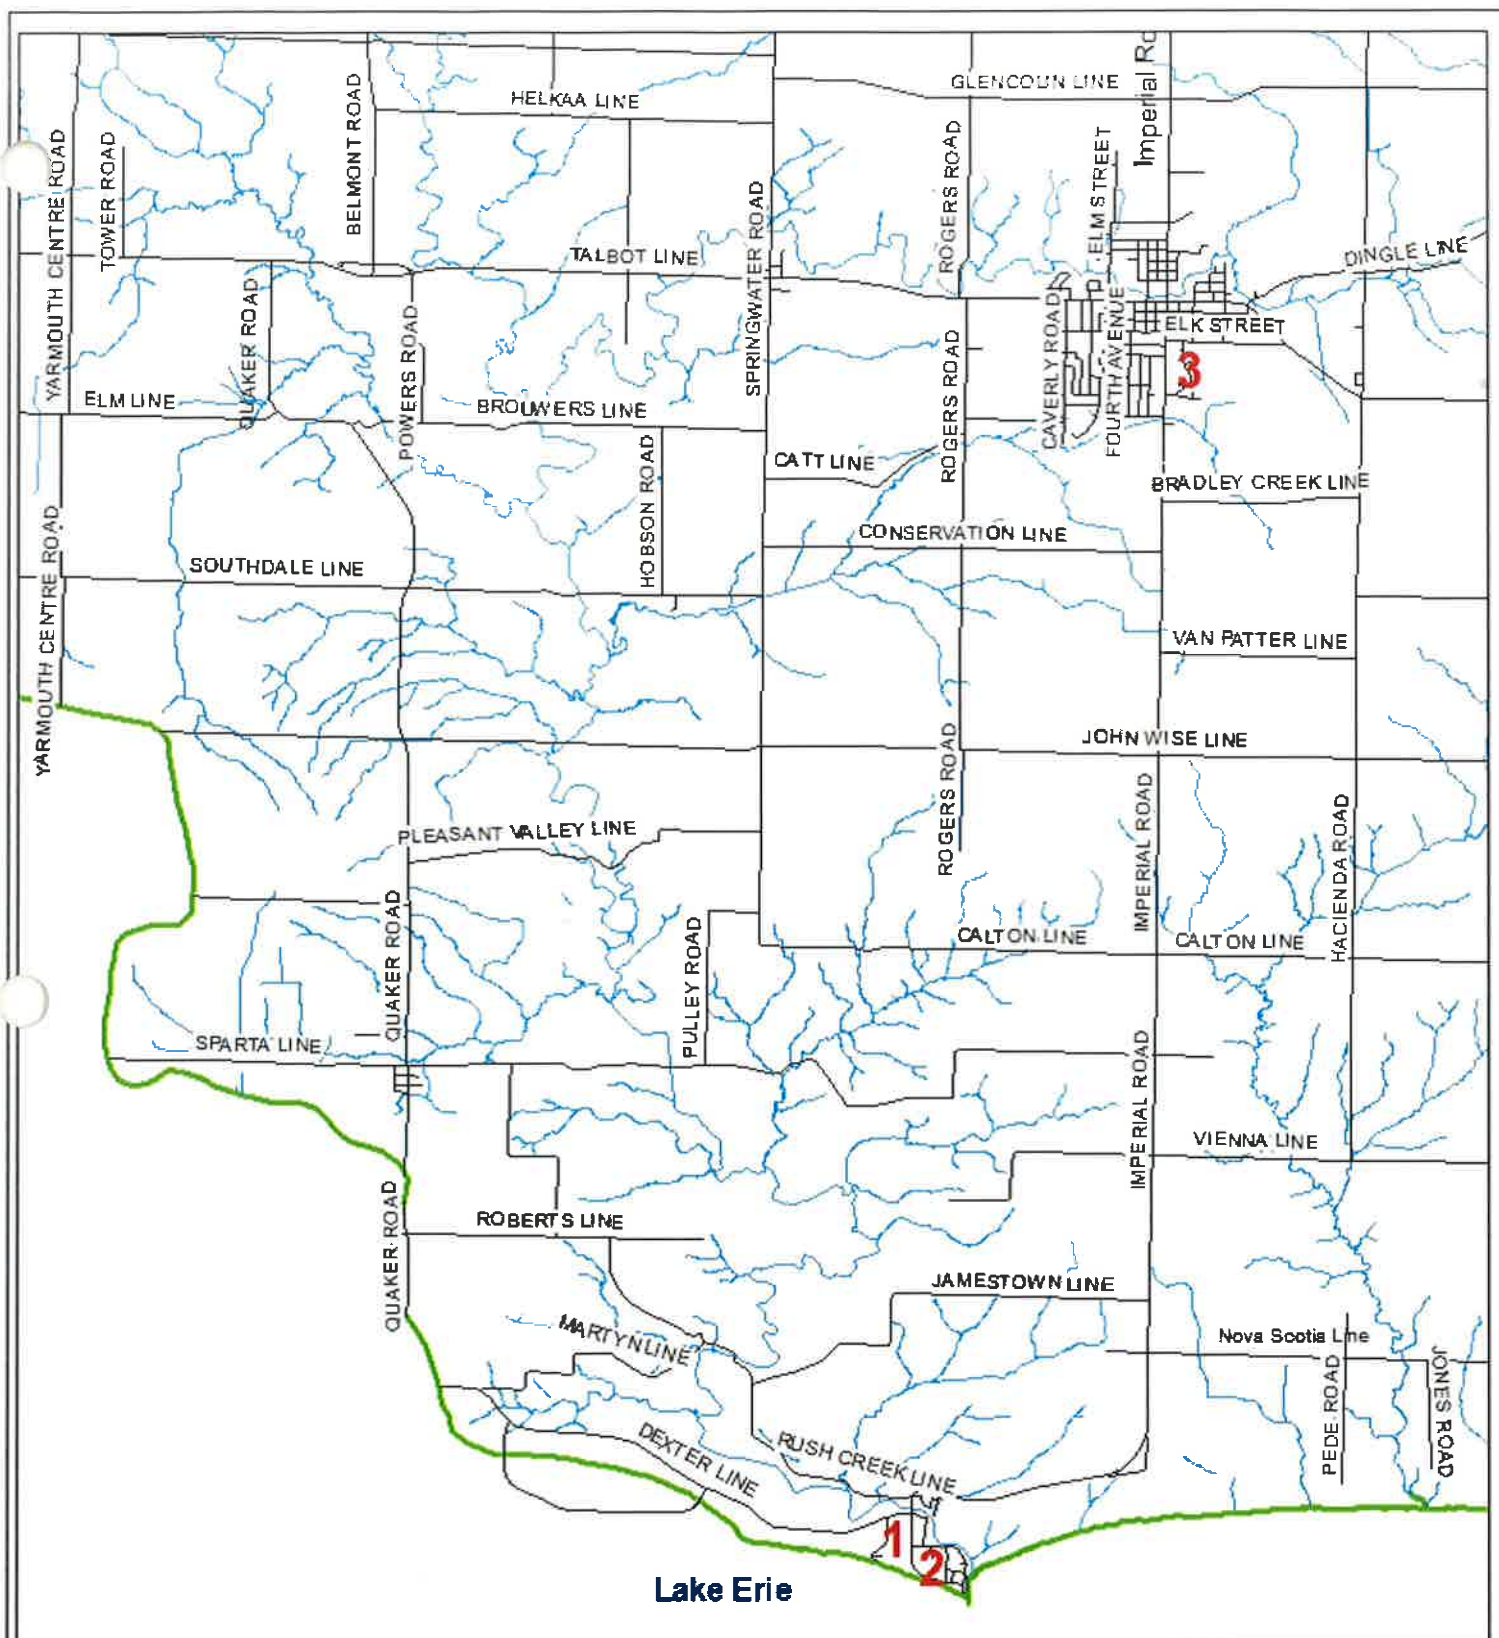 Imperial Ro
GLENCOLIN LINE
HELKAA LINE
YARMOUTH CENTRE ROAD
TOWER ROAD
BELMONT ROAD
SPRINGWATER ROAD
ROGERS ROAD
ELM STREET
TALBOT LINE
DINGLE LINE
QUAKER ROAD
POWERS ROAD
ROGERS ROAD
CAVERLY ROAD
FOURTH AVENUE
ELK STREET
3
ELM LINE
BROUWERS LINE
CATT LINE
HOBSON ROAD
BRADLEY CREEK LINE
CONSERVATION LINE
YARMOUTH CENTRE ROAD
SOUTHDALE LINE
VAN PATTER LINE
JOHN WISE LINE
ROGERS ROAD
IMPERIAL ROAD
HACIENDA ROAD
PLEASANT VALLEY LINE
QUAKER ROAD
PULLEY ROAD
CALTON LINE
CALTON LINE
SPARTA LINE
IMPERIAL ROAD
VIENNA LINE
QUAKER ROAD
ROBERTS LINE
JAMESTOWN LINE
MARTYN LINE
Nova Scotia Line
PEDE ROAD
JONES ROAD
DEXTER LINE
RUSH CREEK LINE
1
2
Lake Erie